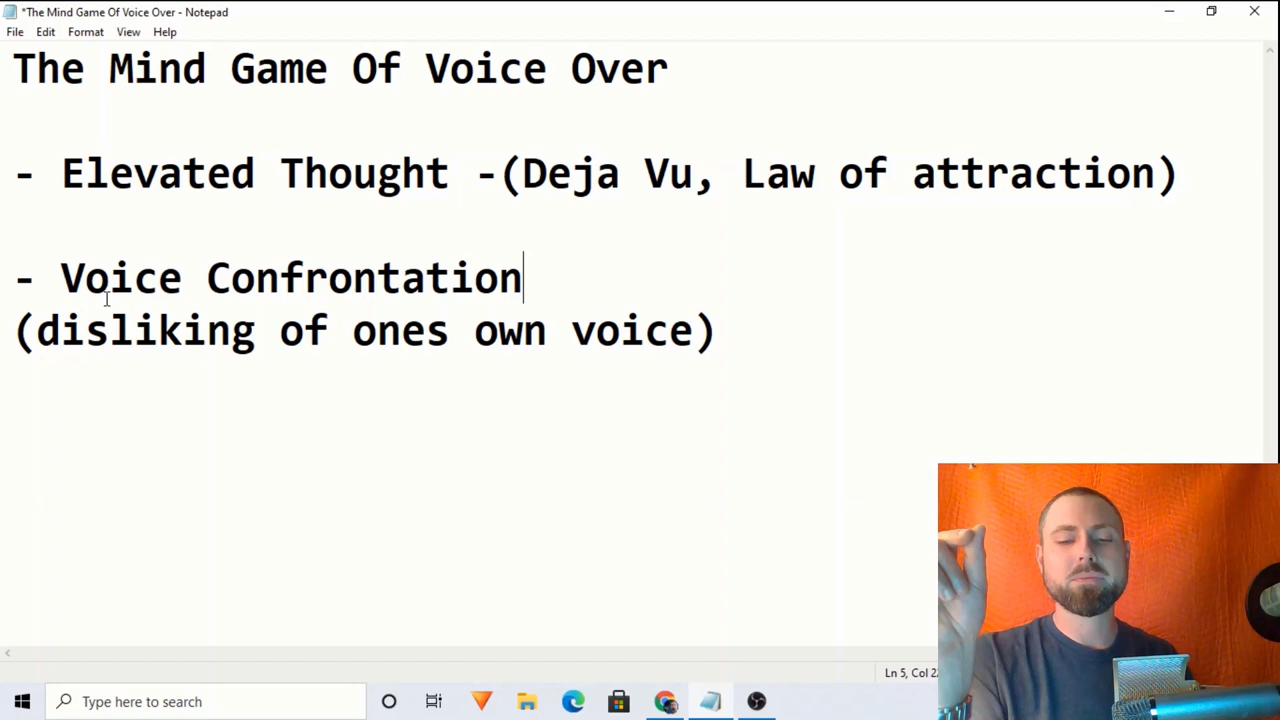 *The Mind Game Of Voice Over - Notepad
File Edit Format View Help
The Mind Game Of Voice Over
- Elevated Thought -(Deja Vu, Law of attraction)
- Voice Confrontation
(disliking of ones own voice)
Ln 5, Col
Type here to search